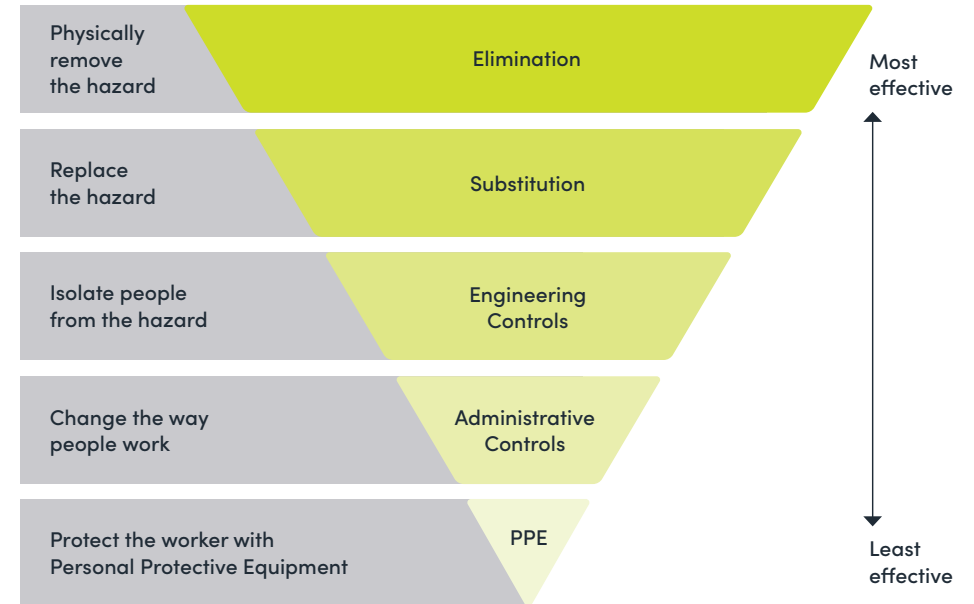 Physically
remove
the hazard
Elimination
Most
effective
Replace
the hazard
Substitution
Isolate people
from the hazard
Engineering
Controls
Change the way
people work
Administrative
Controls
Protect the worker with
Personal Protective Equipment
PPE
Least
effective